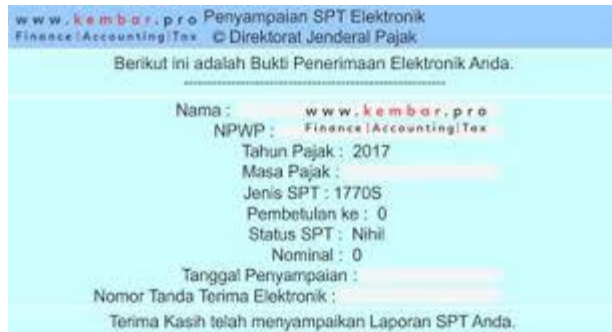 www.kembar.pro Penyampaian SPT Elektronik
Finance|Accounting|Tax © Direktorat Jenderal Pajak
Berikut ini adalah Bukti Penerimaan Elektronik Anda.
Nama : www.kembar.pro
NPWP : Finance|Accounting|Tax
Tahun Pajak : 2017
Masa Pajak :
Jenis SPT : 1770S
Pembetulan ke : 0
Status SPT : Nihil
Nominal : 0
Tanggal Penyampaian :
Nomor Tanda Terima Elektronik :
Terima Kasih telah menyampaikan Laporan SPT Anda.